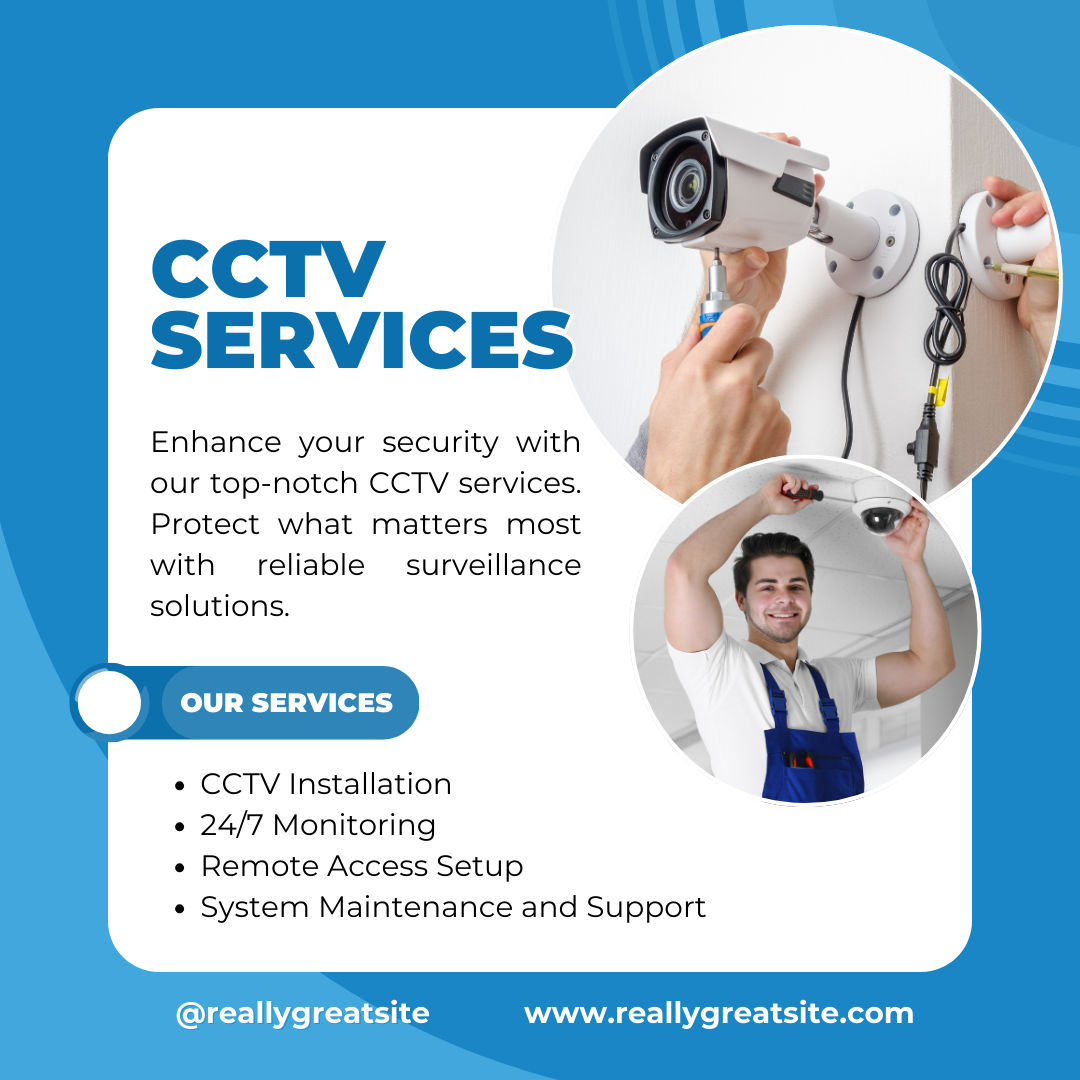 CCTV
SERVICES
Enhance your security with
our top-notch CCTV services.
Protect what matters most
with reliable surveillance
solutions.
OUR SERVICES
• CCTV Installation
• 24/7 Monitoring
• Remote Access Setup
• System Maintenance and Support
@reallygreatsite
www.reallygreatsite.com